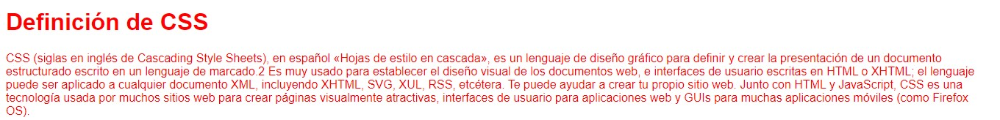 Definición de CSS
CSS (siglas en inglés de Cascading Style Sheets), en español «Hojas de estilo en cascada», es un lenguaje de diseño gráfico para definir y crear la presentación de un documento
estructurado escrito en un lenguaje de marcado.2 Es muy usado para establecer el diseño visual de los documentos web, e interfaces de usuario escritas en HTML o XHTML; el lenguaje
puede ser aplicado a cualquier documento XML, incluyendo XHTML, SVG, XUL, RSS, etcétera. Te puede ayudar a crear tu propio sitio web. Junto con HTML y JavaScript, CSS es una
tecnología usada por muchos sitios web para crear páginas visualmente atractivas, interfaces de usuario para aplicaciones web y GUIs para muchas aplicaciones móviles (como Firefox
OS).